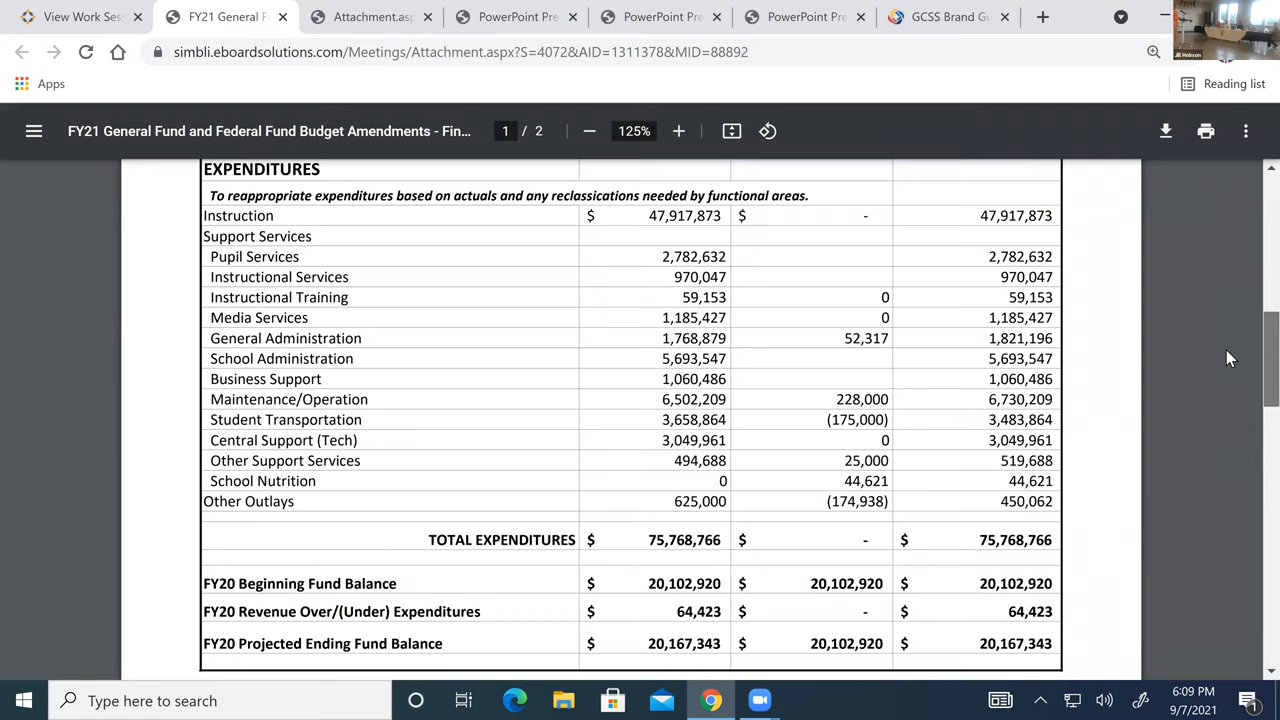 View Work Ses
FY21 General F
Attachment.asp
PowerPoint Pre
PowerPoint Pre
PowerPoint Pre
GCSS Brand Gu
simbli.eboardsolutions.com/Meetings/Attachment.aspx?S=4072&AID=1311378&MID=88892
Jill Hobson
Apps
Reading list
FY21 General Fund and Federal Fund Budget Amendments - Fin...
1 / 2
125%
EXPENDITURES
To reappropriate expenditures based on actuals and any reclassications needed by functional areas.
Instruction $ 47,917,873 $ - 47,917,873
Support Services
Pupil Services 2,782,632 2,782,632
Instructional Services 970,047 970,047
Instructional Training 59,153 0 59,153
Media Services 1,185,427 0 1,185,427
General Administration 1,768,879 52,317 1,821,196
School Administration 5,693,547 5,693,547
Business Support 1,060,486 1,060,486
Maintenance/Operation 6,502,209 228,000 6,730,209
Student Transportation 3,658,864 (175,000) 3,483,864
Central Support (Tech) 3,049,961 0 3,049,961
Other Support Services 494,688 25,000 519,688
School Nutrition 0 44,621 44,621
Other Outlays 625,000 (174,938) 450,062
TOTAL EXPENDITURES $ 75,768,766 $ - $ 75,768,766
FY20 Beginning Fund Balance $ 20,102,920 $ 20,102,920 $ 20,102,920
FY20 Revenue Over/(Under) Expenditures $ 64,423 $ - $ 64,423
FY20 Projected Ending Fund Balance $ 20,167,343 $ 20,102,920 $ 20,167,343
Type here to search
6:09 PM
9/7/2021
1